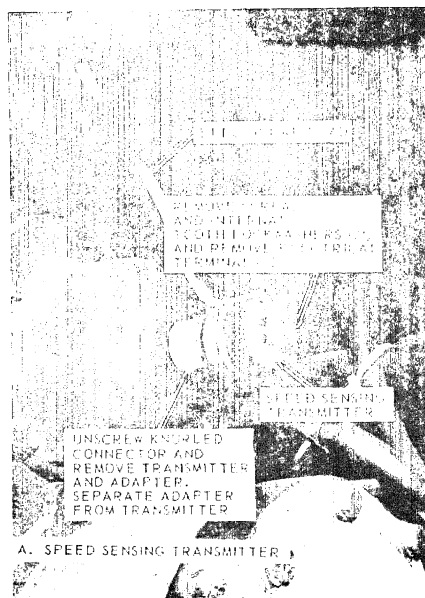 REMOVE SCREW
AND INTERNAL
TOOTHED
AND REMOVE ELECTRICAL
TERMINAL
SPEED SENSING
TRANSMITTER
UNSCREW KNURLED
CONNECTOR AND
REMOVE TRANSMITTER
AND ADAPTER.
SEPARATE ADAPTER
FROM TRANSMITTER
A. SPEED SENSING TRANSMITTER